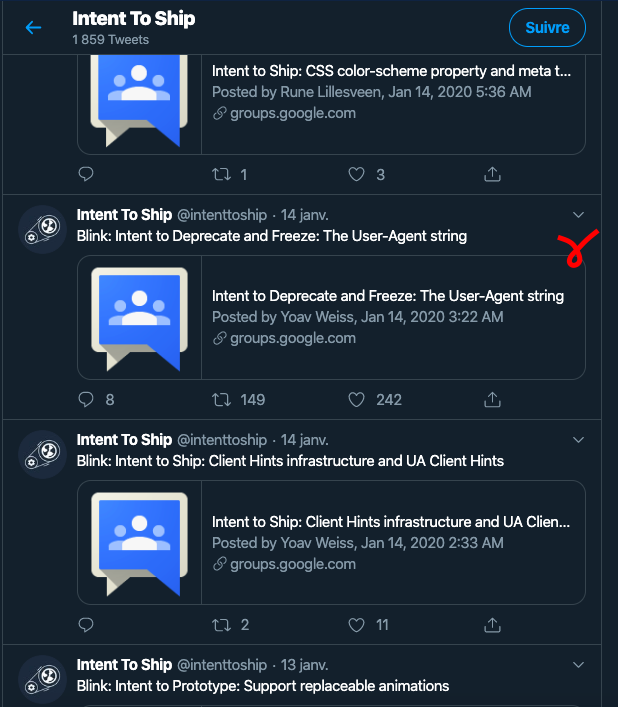 Intent To Ship
1 859 Tweets
Suivre
Intent to Ship: CSS color-scheme property and meta t...
Posted by Rune Lillesveen, Jan 14, 2020 5:36 AM
groups.google.com
1 3
Intent To Ship @intenttoship · 14 janv.
Blink: Intent to Deprecate and Freeze: The User-Agent string
Intent to Deprecate and Freeze: The User-Agent string
Posted by Yoav Weiss, Jan 14, 2020 3:22 AM
groups.google.com
8 149 242
Intent To Ship @intenttoship · 14 janv.
Blink: Intent to Ship: Client Hints infrastructure and UA Client Hints
Intent to Ship: Client Hints infrastructure and UA Clien...
Posted by Yoav Weiss, Jan 14, 2020 2:33 AM
groups.google.com
2 11
Intent To Ship @intenttoship · 13 janv.
Blink: Intent to Prototype: Support replaceable animations